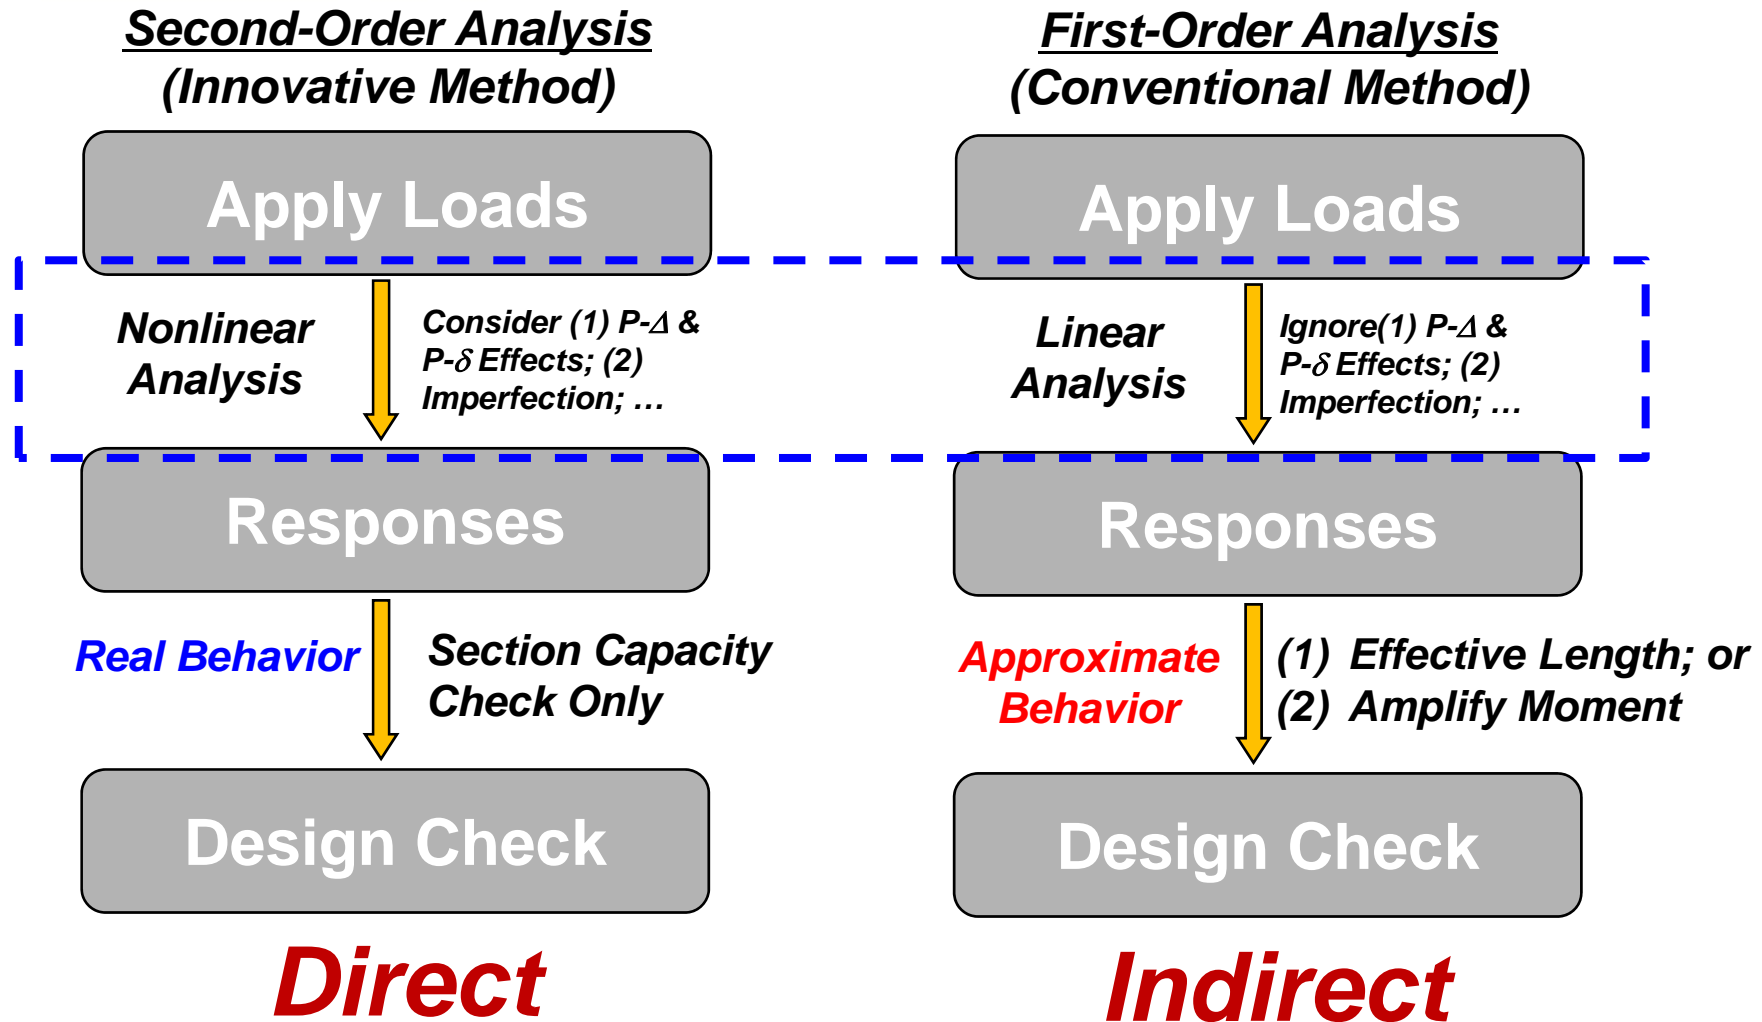 Second-Order Analysis
(Innovative Method)
Apply Loads
Nonlinear
Analysis
Consider (1) P-Δ &
P-δ Effects; (2)
Imperfection; …
Responses
Real Behavior
Section Capacity
Check Only
Design Check
Direct
First-Order Analysis
(Conventional Method)
Apply Loads
Linear
Analysis
Ignore(1) P-Δ &
P-δ Effects; (2)
Imperfection; …
Responses
Approximate
Behavior
(1) Effective Length; or
(2) Amplify Moment
Design Check
Indirect